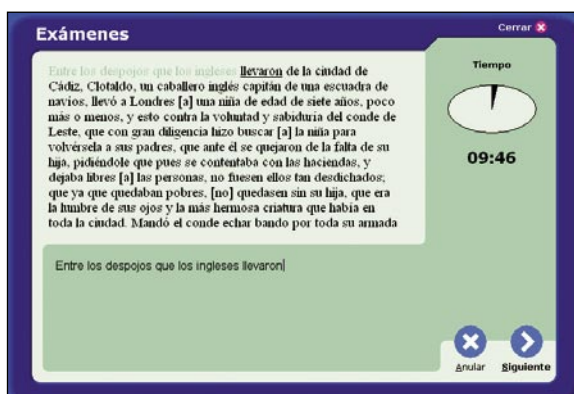 Exámenes
Cerrar
Entre los despojos que los ingleses llevaron de la ciudad de
Cádiz, Clotaldo, un caballero inglés capitán de una escuadra de
navíos, llevó a Londres [a] una niña de edad de siete años, poco
más o menos, y esto contra la voluntad y sabiduría del conde de
Leste, que con gran diligencia hizo buscar [a] la niña para
volvérsela a sus padres, que ante él se quejaron de la falta de su
hija, pidiéndole que pues se contentaba con las haciendas, y
dejaba libres [a] las personas, no fuesen ellos tan desdichados;
que ya que quedaban pobres, [no] quedasen sin su hija, que era
la lumbre de sus ojos y la más hermosa criatura que había en
toda la ciudad. Mandó el conde echar bando por toda su armada
Tiempo
09:46
Entre los despojos que los ingleses llevaron
Anular
Siguiente